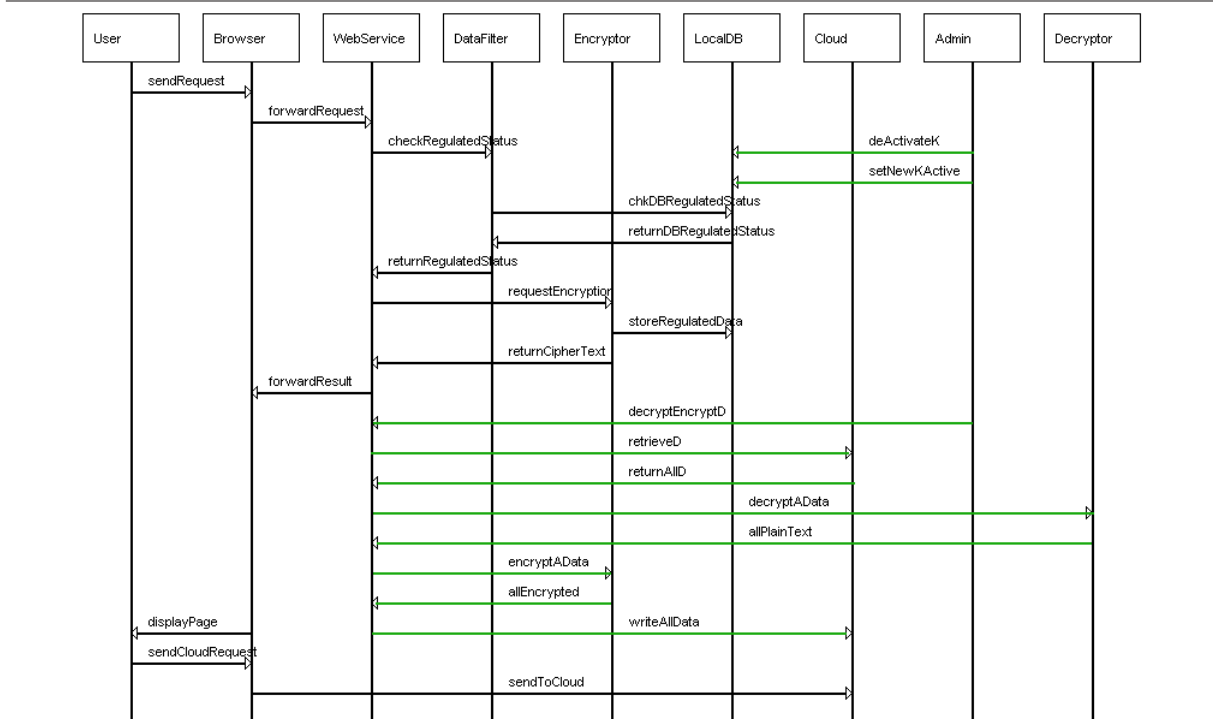 User Browser WebService DataFilter Encryptor LocalDB Cloud Admin Decryptor
sendRequest
forwardRequest
checkRegulatedStatus deActivateK
setNewKActive
chkDBRegulatedStatus
returnDBRegulatedStatus
returnRegulatedStatus
requestEncryption
storeRegulatedData
returnCipherText
forwardResult
decryptEncryptD
retrieveD
returnAllD
decryptAData
allPlainText
encryptAData
allEncrypted
displayPage writeAllData
sendCloudRequest
sendToCloud